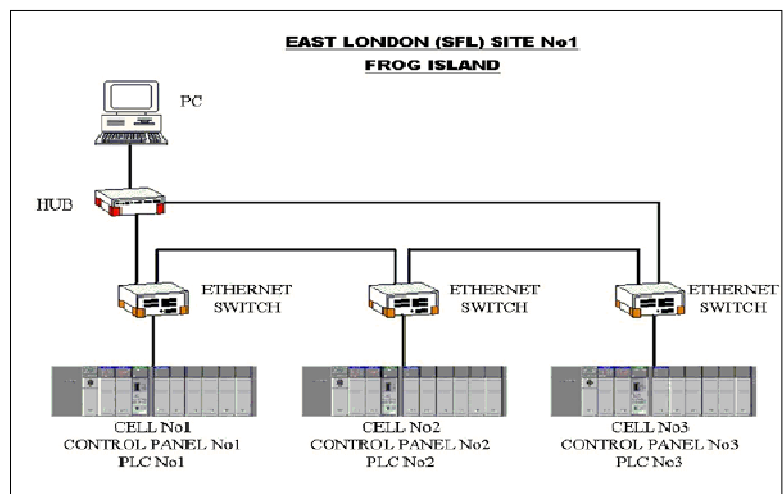 EAST LONDON (SFL) SITE No1
FROG ISLAND
PC
HUB
ETHERNET
SWITCH
ETHERNET
SWITCH
ETHERNET
SWITCH
CELL No1
CONTROL PANEL No1
PLC No1
CELL No2
CONTROL PANEL No2
PLC No2
CELL No3
CONTROL PANEL No3
PLC No3